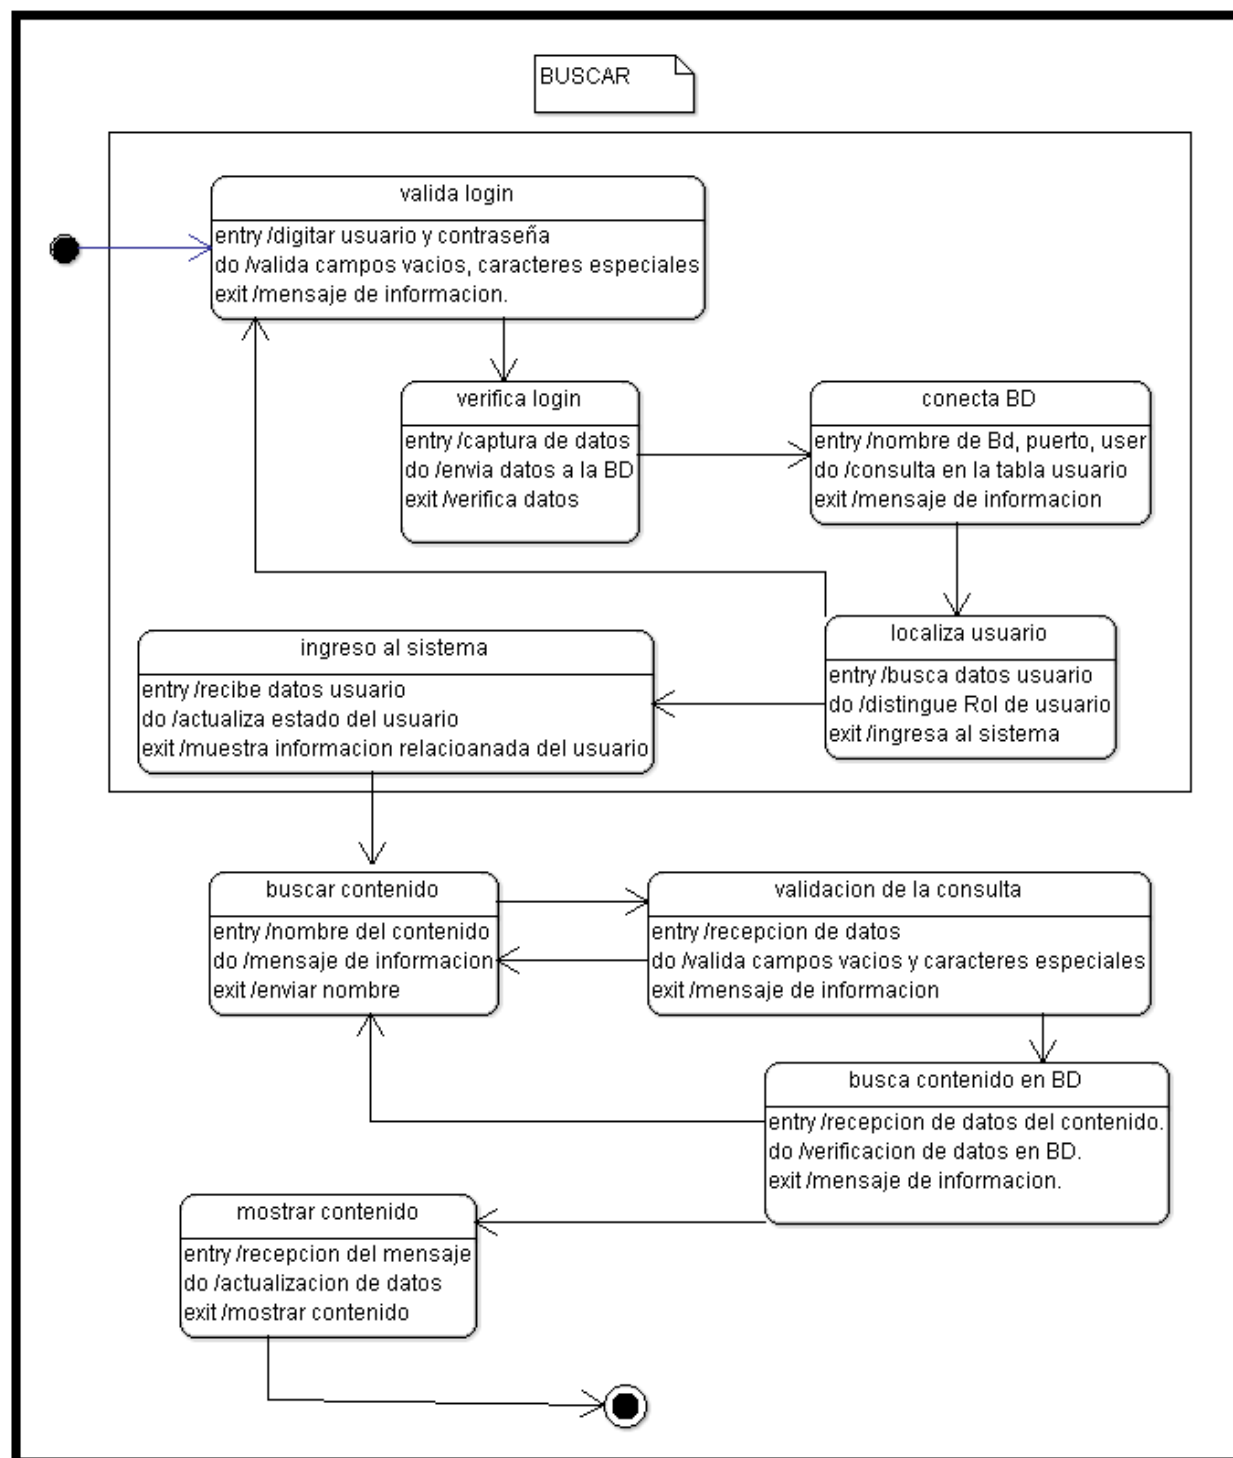 BUSCAR
valida login
entry /digitar usuario y contraseña
do /valida campos vacios, caracteres especiales
exit /mensaje de informacion.
verifica login
entry /captura de datos
do /envia datos a la BD
exit /verifica datos
conecta BD
entry /nombre de Bd, puerto, user
do /consulta en la tabla usuario
exit /mensaje de informacion
localiza usuario
entry /busca datos usuario
do /distingue Rol de usuario
exit /ingresa al sistema
ingreso al sistema
entry /recibe datos usuario
do /actualiza estado del usuario
exit /muestra informacion relacioanada del usuario
buscar contenido
entry /nombre del contenido
do /mensaje de informacion
exit /enviar nombre
validacion de la consulta
entry /recepcion de datos
do /valida campos vacios y caracteres especiales
exit /mensaje de informacion
busca contenido en BD
entry /recepcion de datos del contenido.
do /verificacion de datos en BD.
exit /mensaje de informacion.
mostrar contenido
entry /recepcion del mensaje
do /actualizacion de datos
exit /mostrar contenido